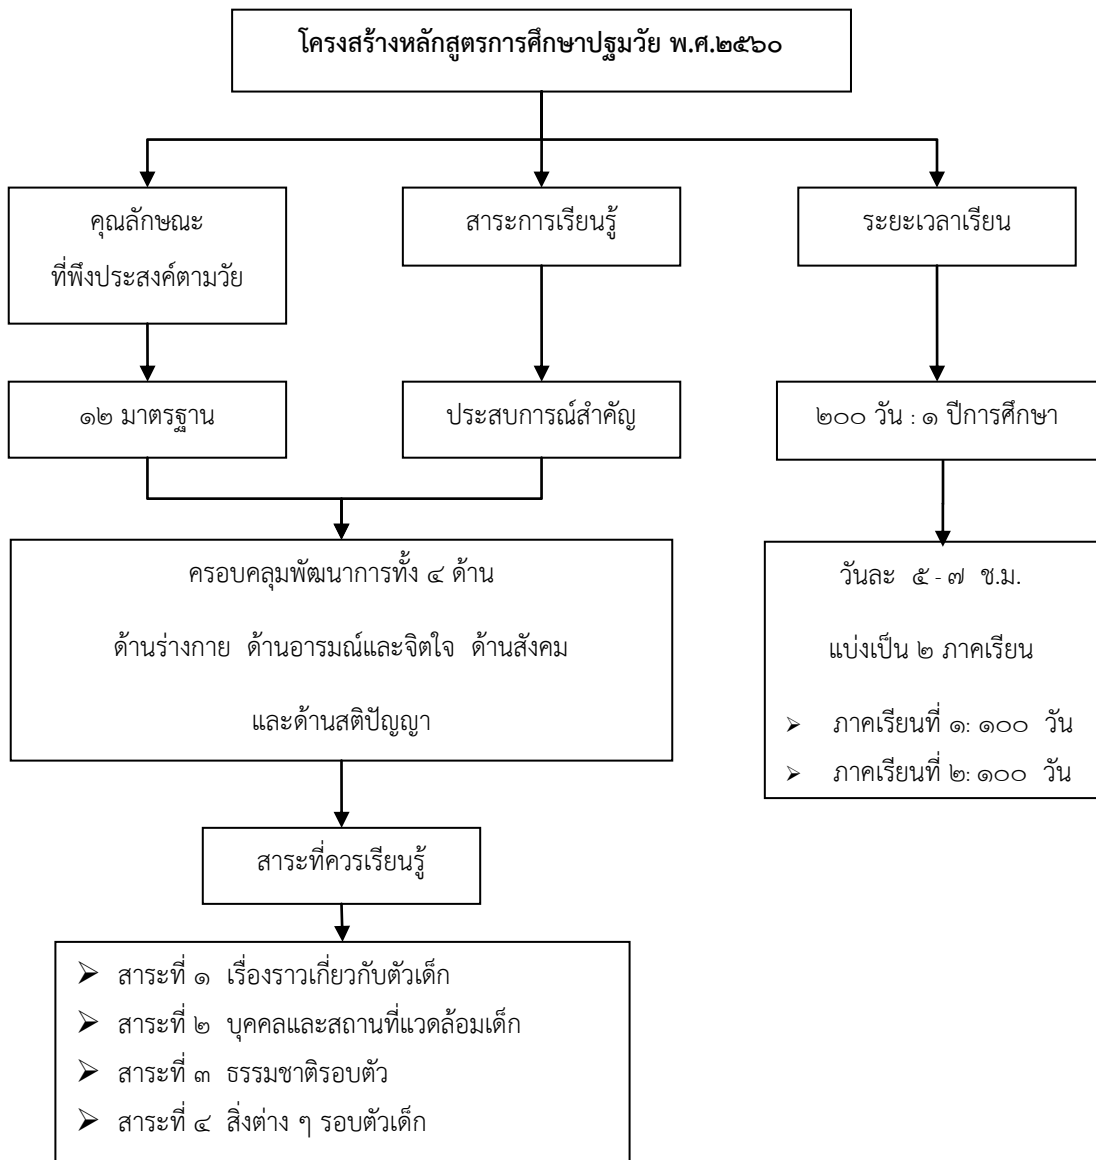 โครงสร้างหลักสูตรการศึกษาปฐมวัย พ.ศ.๒๕๖๐
คุณลักษณะ
ที่พึงประสงค์ตามวัย
สาระการเรียนรู้
ระยะเวลาเรียน
๑๒ มาตรฐาน
ประสบการณ์สำคัญ
๒๐๐ วัน : ๑ ปีการศึกษา
ครอบคลุมพัฒนาการทั้ง ๔ ด้าน
ด้านร่างกาย ด้านอารมณ์และจิตใจ ด้านสังคม
และด้านสติปัญญา
วันละ ๕ - ๗ ช.ม.
แบ่งเป็น ๒ ภาคเรียน
➢ ภาคเรียนที่ ๑: ๑๐๐ วัน
➢ ภาคเรียนที่ ๒: ๑๐๐ วัน
สาระที่ควรเรียนรู้
➢ สาระที่ ๑ เรื่องราวเกี่ยวกับตัวเด็ก
➢ สาระที่ ๒ บุคคลและสถานที่แวดล้อมเด็ก
➢ สาระที่ ๓ ธรรมชาติรอบตัว
➢ สาระที่ ๔ สิ่งต่าง ๆ รอบตัวเด็ก